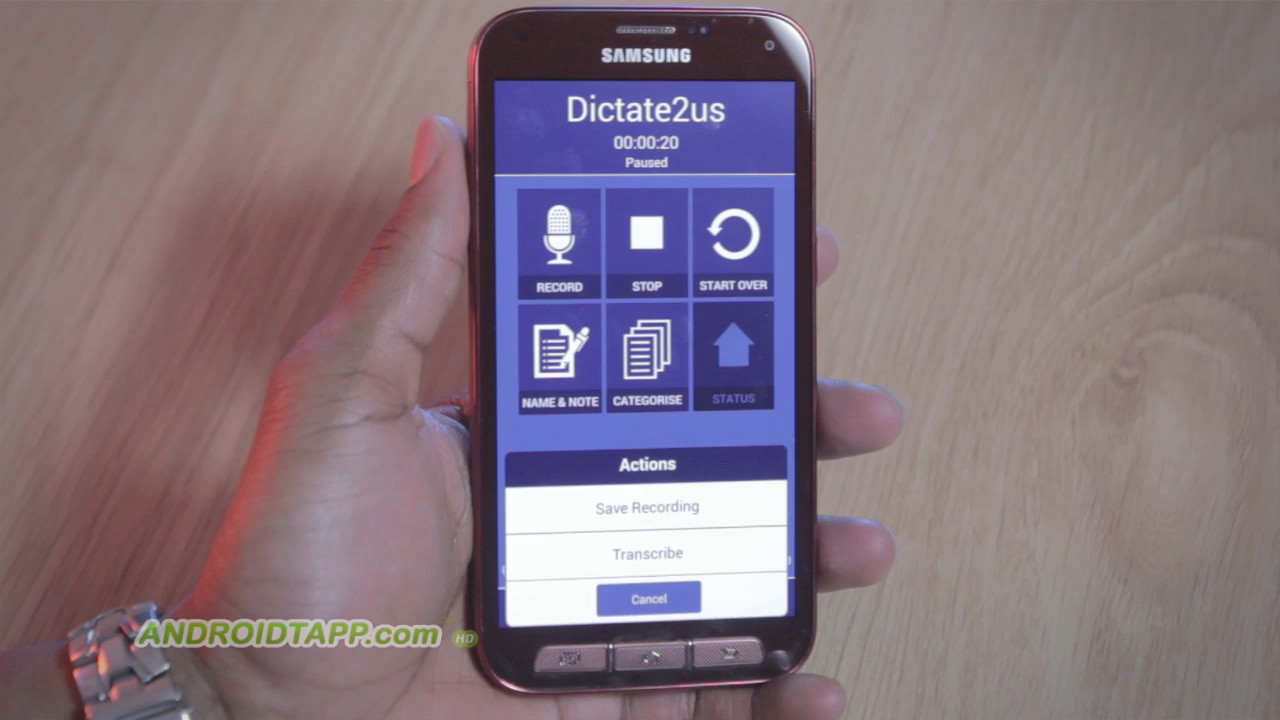 SAMSUNG
Dictate2us
00:00:20
Paused
RECORD
STOP
START OVER
NAME & NOTE
CATEGORISE
STATUS
Actions
Save Recording
Transcribe
Cancel
ANDROIDTAPP.com HD